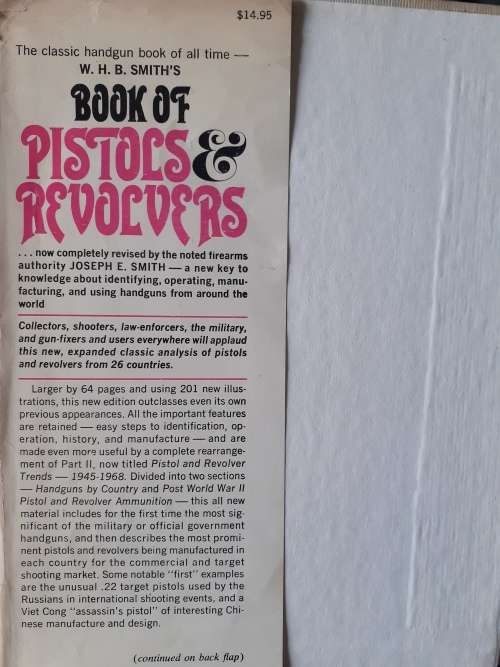 $14.95
The classic handgun book of all time —
W. H. B. SMITH'S
BOOK OF
PISTOLS &
REVOLVERS
. . . now completely revised by the noted firearms
authority JOSEPH E. SMITH — a new key to
knowledge about identifying, operating, manu-
facturing, and using handguns from around the
world
Collectors, shooters, law-enforcers, the military,
and gun-fixers and users everywhere will applaud
this new, expanded classic analysis of pistols
and revolvers from 26 countries.
Larger by 64 pages and using 201 new illus-
trations, this new edition outclasses even its own
previous appearances. All the important features
are retained — easy steps to identification, op-
eration, history, and manufacture — and are
made even more useful by a complete rearrange-
ment of Part II, now titled Pistol and Revolver
Trends — 1945-1968. Divided into two sections
— Handguns by Country and Post World War II
Pistol and Revolver Ammunition — this all new
material includes for the first time the most sig-
nificant of the military or official government
handguns, and then describes the most promi-
nent pistols and revolvers being manufactured in
each country for the commercial and target
shooting market. Some notable "first" examples
are the unusual .22 target pistols used by the
Russians in international shooting events, and a
Viet Cong "assassin's pistol" of interesting Chi-
nese manufacture and design.
(continued on back flap)